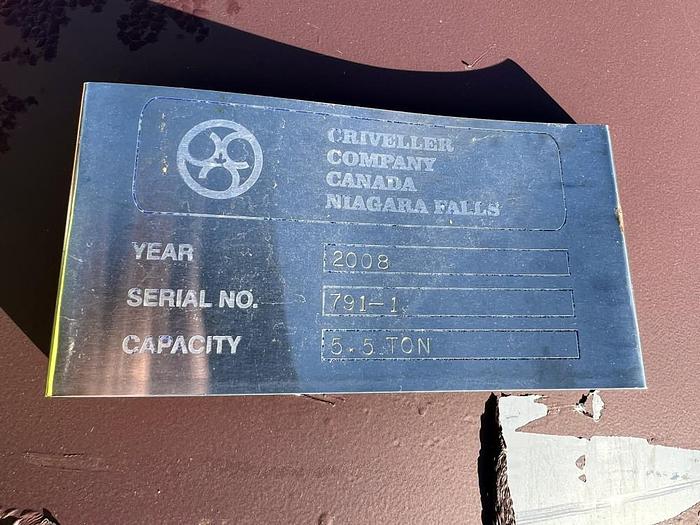 CRIVELLER
COMPANY
CANADA
NIAGARA FALLS
YEAR 2008
SERIAL NO. 791-1
CAPACITY 5.5 TON